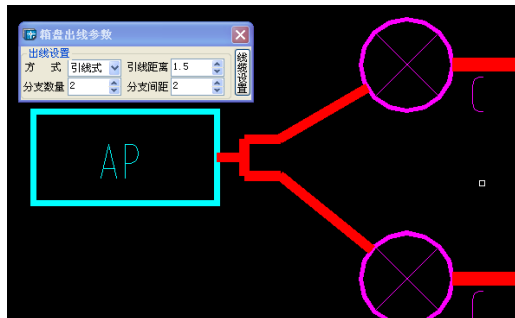 箱盘出线参数
出线设置
方 式 引线式 引线距离 1.5
分支数量 2 分支间距 2
线缆设置
AP